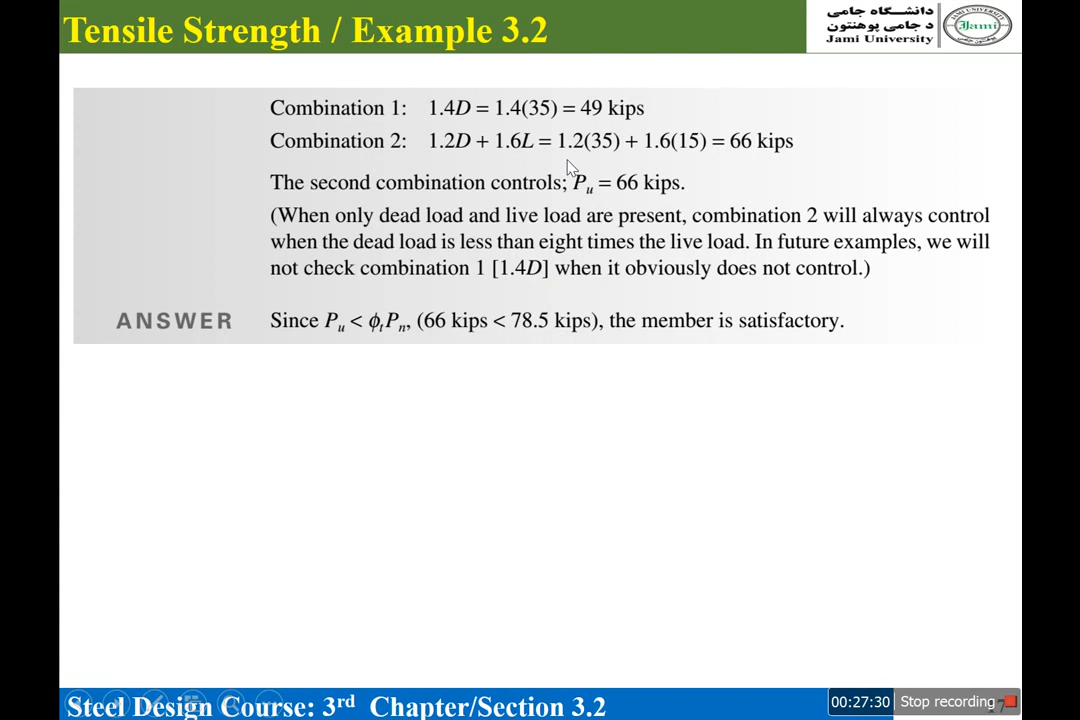 Tensile Strength / Example 3.2
دانشگاه جامی
د جامی پوهنتون
Jami University
Jami
Combination 1: 1.4D = 1.4(35) = 49 kips
Combination 2: 1.2D + 1.6L = 1.2(35) + 1.6(15) = 66 kips
The second combination controls; Pᵤ = 66 kips.
(When only dead load and live load are present, combination 2 will always control
when the dead load is less than eight times the live load. In future examples, we will
not check combination 1 [1.4D] when it obviously does not control.)
ANSWER Since Pᵤ < ϕₜPₙ, (66 kips < 78.5 kips), the member is satisfactory.
Steel Design Course: 3rd Chapter/Section 3.2
00:27:30 Stop recording